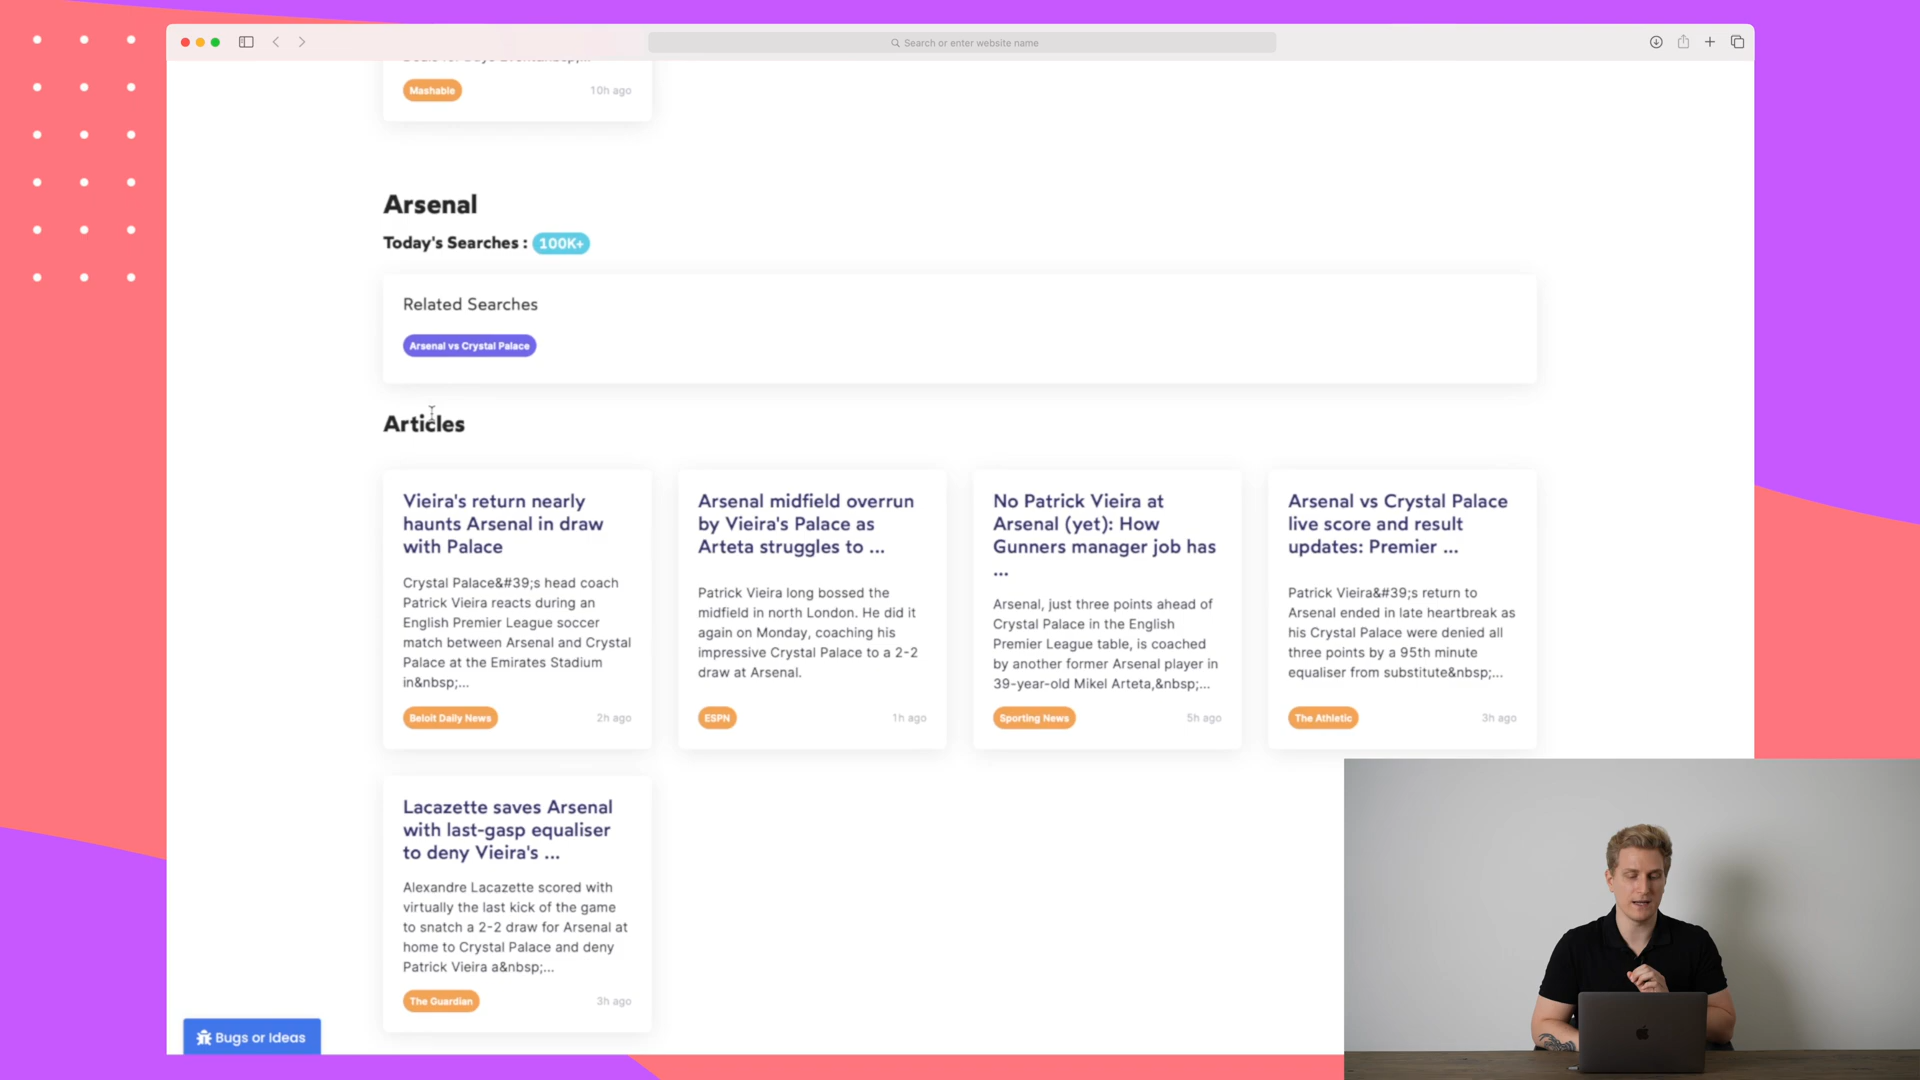 Search or enter website name
Mashable
10h ago
Arsenal
Today's Searches : 100K+
Related Searches
Arsenal vs Crystal Palace
Articles
Vieira's return nearly
haunts Arsenal in draw
with Palace
Crystal Palace&#39;s head coach
Patrick Vieira reacts during an
English Premier League soccer
match between Arsenal and Crystal
Palace at the Emirates Stadium
in&nbsp;...
Beloit Daily News
2h ago
Arsenal midfield overrun
by Vieira's Palace as
Arteta struggles to ...
Patrick Vieira long bossed the
midfield in north London. He did it
again on Monday, coaching his
impressive Crystal Palace to a 2-2
draw at Arsenal.
ESPN
1h ago
No Patrick Vieira at
Arsenal (yet): How
Gunners manager job has
...
Arsenal, just three points ahead of
Crystal Palace in the English
Premier League table, is coached
by another former Arsenal player in
39-year-old Mikel Arteta,&nbsp;...
Sporting News
5h ago
Arsenal vs Crystal Palace
live score and result
updates: Premier ...
Patrick Vieira&#39;s return to
Arsenal ended in late heartbreak as
his Crystal Palace were denied all
three points by a 95th minute
equaliser from substitute&nbsp;...
The Athletic
3h ago
Lacazette saves Arsenal
with last-gasp equaliser
to deny Vieira's ...
Alexandre Lacazette scored with
virtually the last kick of the game
to snatch a 2-2 draw for Arsenal at
home to Crystal Palace and deny
Patrick Vieira a&nbsp;...
The Guardian
3h ago
Bugs or Ideas